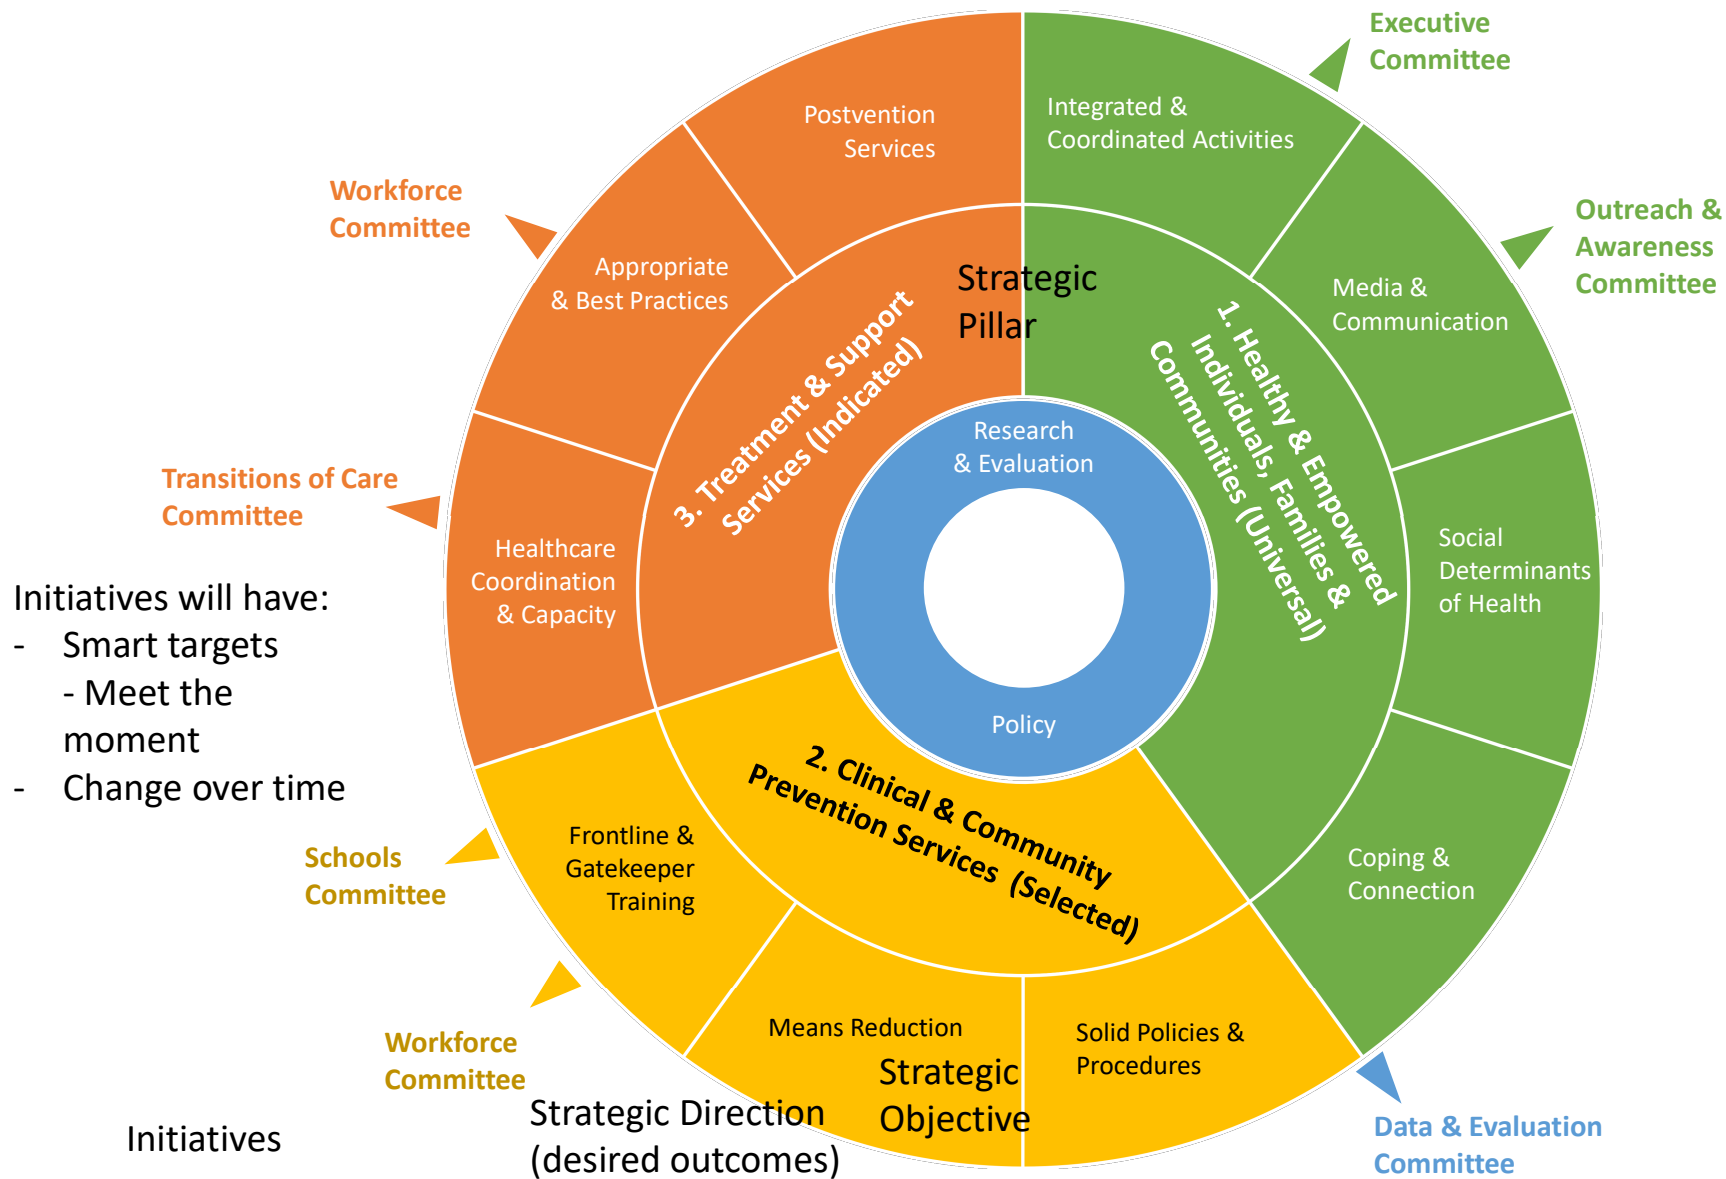 Executive
Committee
Integrated &
Coordinated Activities
Postvention
Services
Workforce
Committee
Outreach &
Awareness
Committee
Appropriate
& Best Practices
Strategic
Pillar
Media &
Communication
1. Healthy & Empowered
Individuals, Families &
Communities (Universal)
3. Treatment & Support
Services (Indicated)
Research
& Evaluation
Transitions of Care
Committee
Healthcare
Coordination
& Capacity
Social
Determinants
of Health
Initiatives will have:
- Smart targets
- Meet the
moment
- Change over time
Policy
2. Clinical & Community
Prevention Services (Selected)
Schools
Committee
Frontline &
Gatekeeper
Training
Coping &
Connection
Means Reduction
Solid Policies &
Procedures
Workforce
Committee
Strategic
Objective
Strategic Direction
(desired outcomes)
Initiatives
Data & Evaluation
Committee